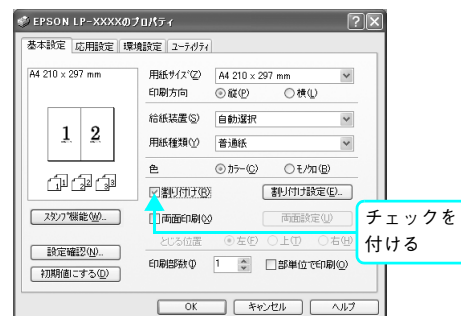 EPSON LP-XXXXのプロパティ
基本設定 応用設定 環境設定 ユーティリティ
A4 210 x 297 mm
1 2
1 2 3
スタンプ機能(W)...
設定確認(N)...
初期値にする(D)
用紙サイズ(Z) A4 210 x 297 mm
印刷方向 縦(P) 横(L)
給紙装置(S) 自動選択
用紙種類(Y) 普通紙
色 カラー(C) モノクロ(B)
割り付け(R) 割り付け設定(E)...
両面印刷(X) 両面設定(U)
とじる位置 左(F) 上(T) 右(H)
印刷部数(I) 1 部単位で印刷(O)
OK キャンセル ヘルプ
チェックを
付ける